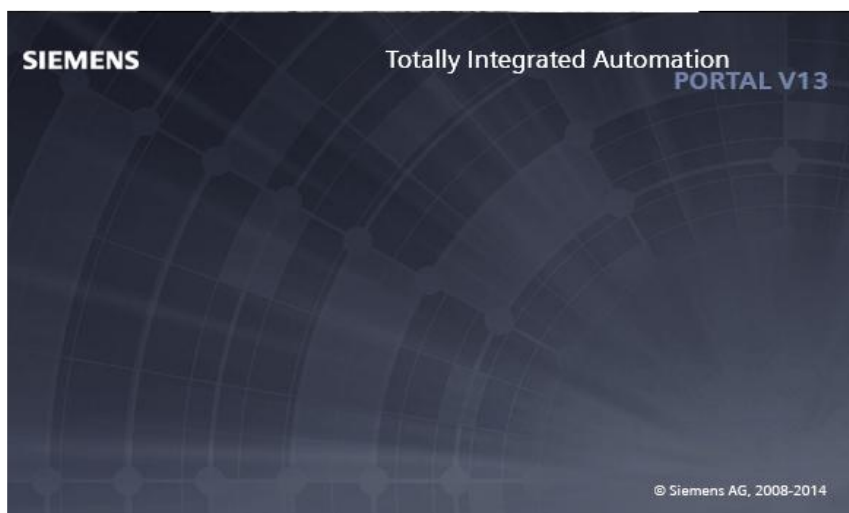 SIEMENS
Totally Integrated Automation
PORTAL V13
© Siemens AG, 2008-2014